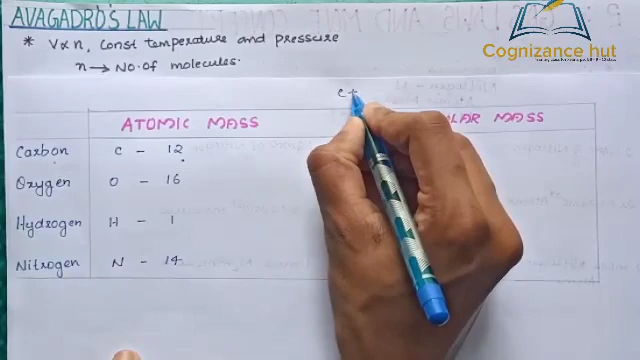 AVAGADRO'S LAW
* V∝n, Const temperature and pressure
n → No. of molecules.
Cognizance hut
C +
ATOMIC MASS LAR MASS
Carbon C - 12
Oxygen O - 16
Hydrogen H - 1
Nitrogen N - 14